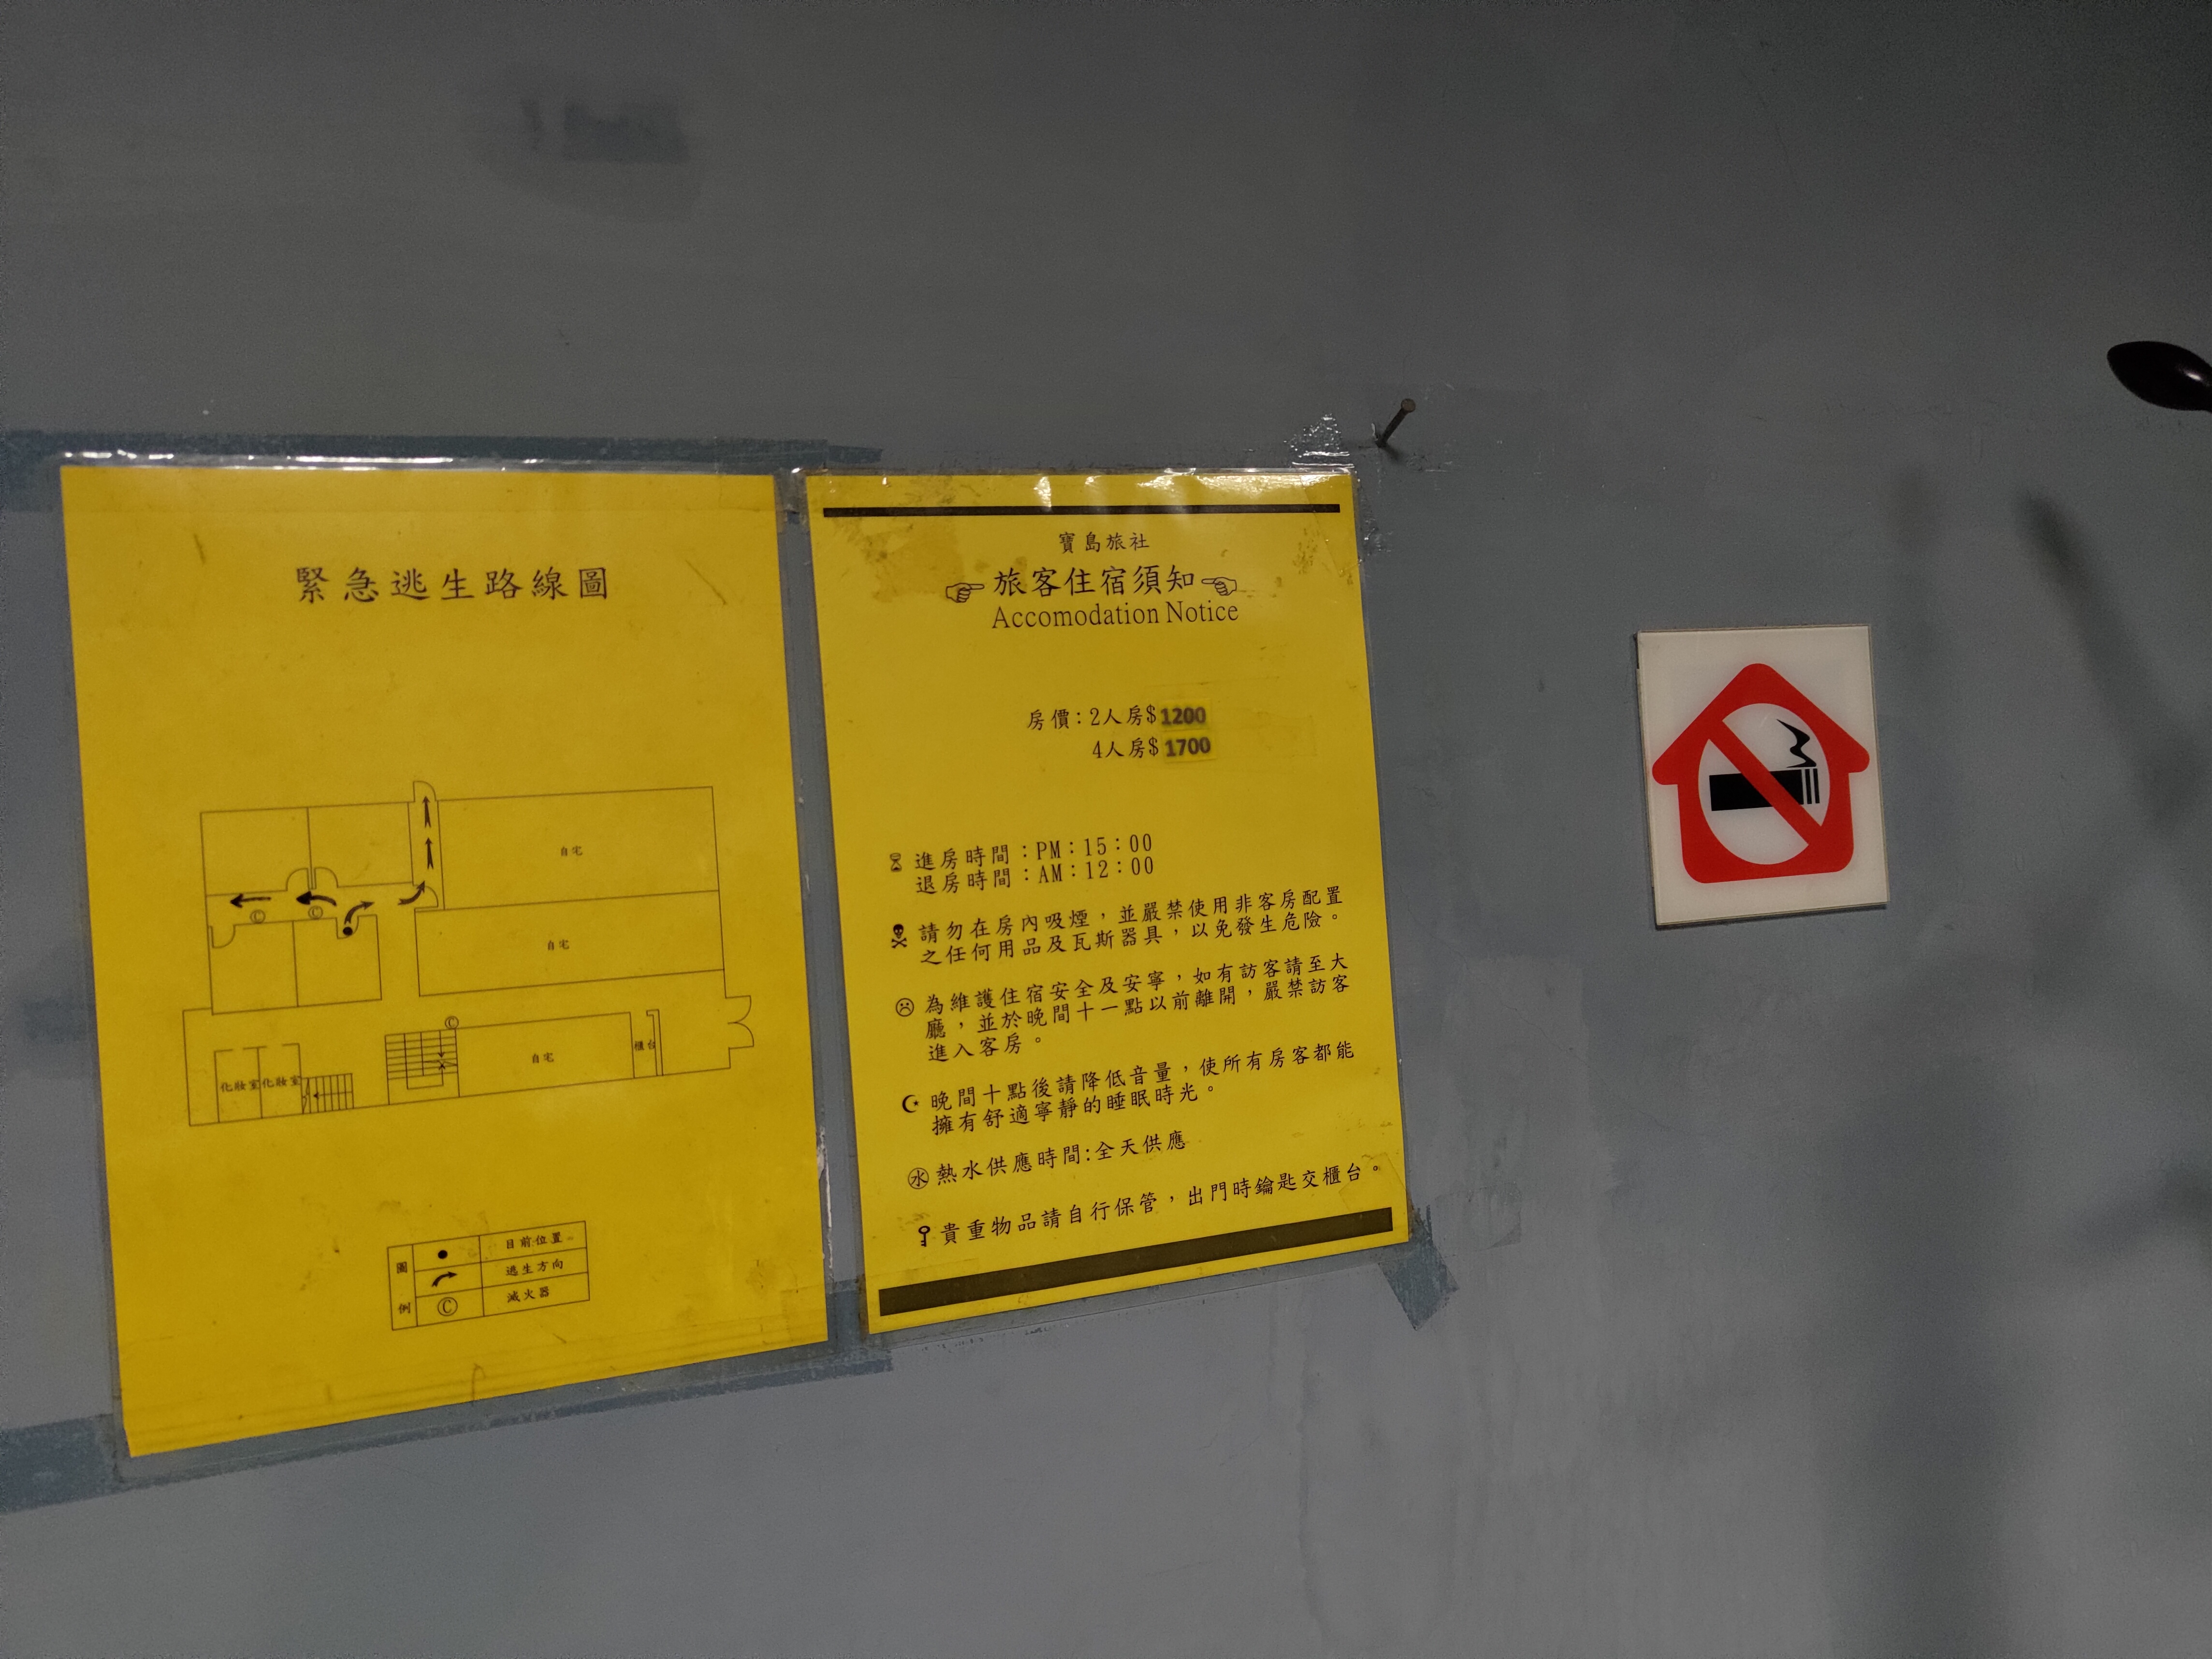 緊急逃生路線圖
自宅
自宅
自宅
櫃台
化妝室 化妝室
圖例
目前位置
逃生方向
Ⓒ 滅火器
寶島旅社
旅客住宿須知
Accomodation Notice
房價：2人房$1200
4人房$1700
進房時間：PM：15：00
退房時間：AM：12：00
請勿在房內吸煙，並嚴禁使用非客房配置
之任何用品及瓦斯器具，以免發生危險。
為維護住宿安全及安寧，如有訪客請至大
廳，並於晚間十一點以前離開，嚴禁訪客
進入客房。
晚間十點後請降低音量，使所有房客都能
擁有舒適寧靜的睡眠時光。
㊌ 熱水供應時間:全天供應
貴重物品請自行保管，出門時鑰匙交櫃台。